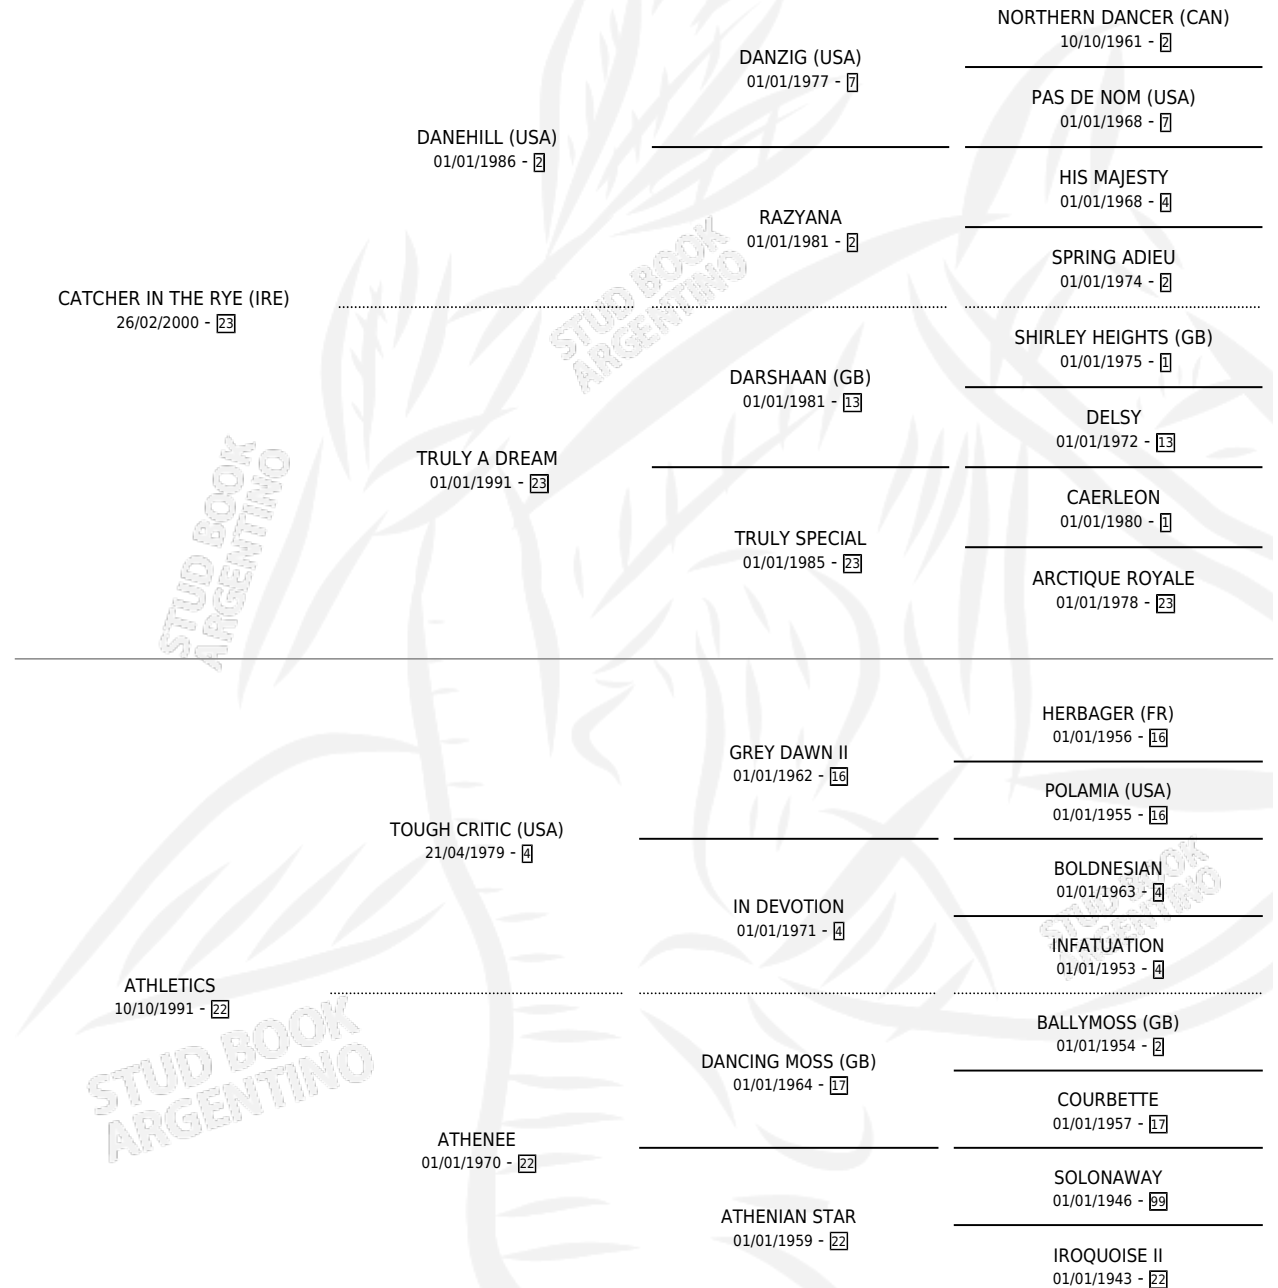 NORTHERN DANCER (CAN)
10/10/1961 - 2
DANZIG (USA)
01/01/1977 - 7
PAS DE NOM (USA)
01/01/1968 - 7
DANEHILL (USA)
01/01/1986 - 2
HIS MAJESTY
01/01/1968 - 4
RAZYANA
01/01/1981 - 2
SPRING ADIEU
01/01/1974 - 2
CATCHER IN THE RYE (IRE)
26/02/2000 - 23
STUD BOOK
ARGENTINO
SHIRLEY HEIGHTS (GB)
01/01/1975 - 1
DARSHAAN (GB)
01/01/1981 - 13
DELSY
01/01/1972 - 13
TRULY A DREAM
01/01/1991 - 23
CAERLEON
01/01/1980 - 1
TRULY SPECIAL
01/01/1985 - 23
ARCTIQUE ROYALE
01/01/1978 - 23
STUD BOOK
ARGENTINO
HERBAGER (FR)
01/01/1956 - 16
GREY DAWN II
01/01/1962 - 16
POLAMIA (USA)
01/01/1955 - 16
TOUGH CRITIC (USA)
21/04/1979 - 4
BOLDNESIAN
01/01/1963 - 4
IN DEVOTION
01/01/1971 - 4
STUD BOOK
ARGENTINO
INFATUATION
01/01/1953 - 4
ATHLETICS
10/10/1991 - 22
BALLYMOSS (GB)
01/01/1954 - 2
DANCING MOSS (GB)
01/01/1964 - 17
STUD BOOK
ARGENTINO
COURBETTE
01/01/1957 - 17
ATHENEE
01/01/1970 - 22
SOLONAWAY
01/01/1946 - 99
ATHENIAN STAR
01/01/1959 - 22
IROQUOISE II
01/01/1943 - 22